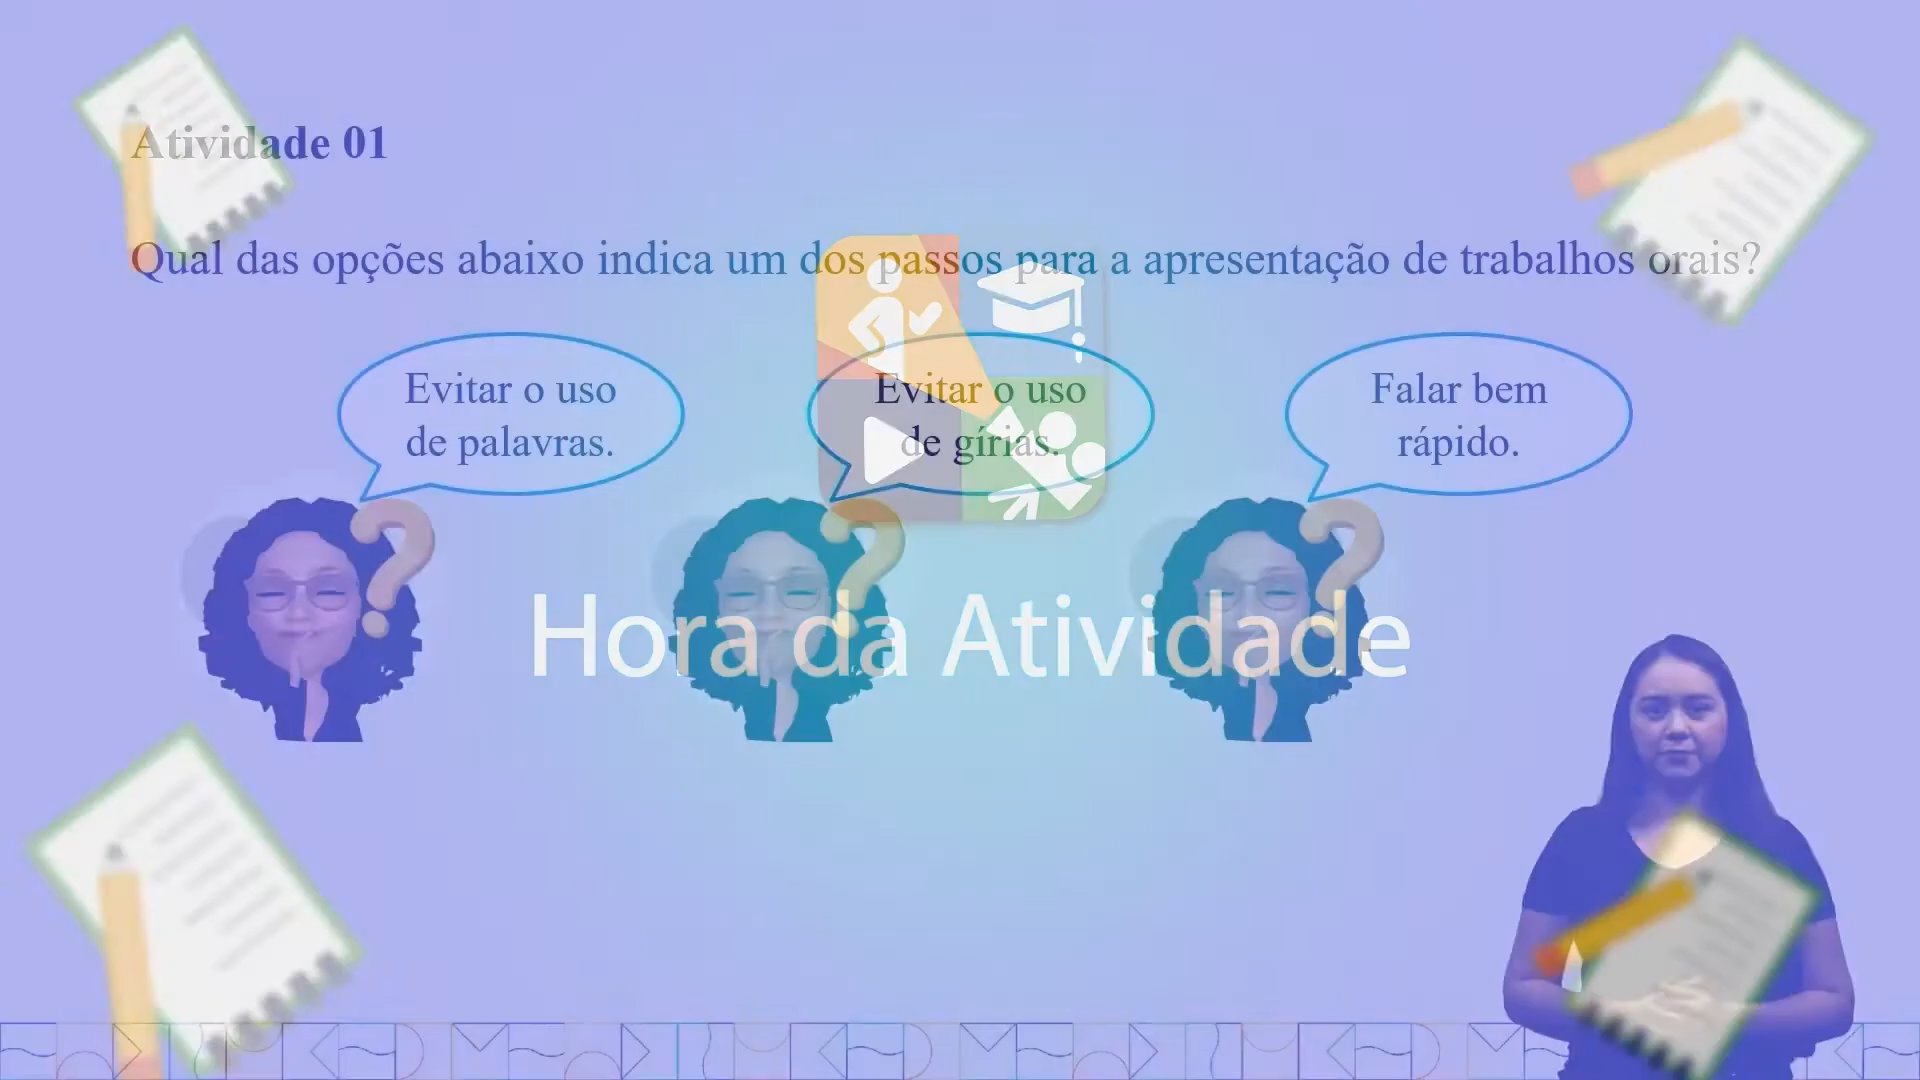 Atividade 01
Qual das opções abaixo indica um dos passos para a apresentação de trabalhos orais?
Evitar o uso
de palavras.
Evitar o uso
de gírias.
Falar bem
rápido.
Hora da Atividade